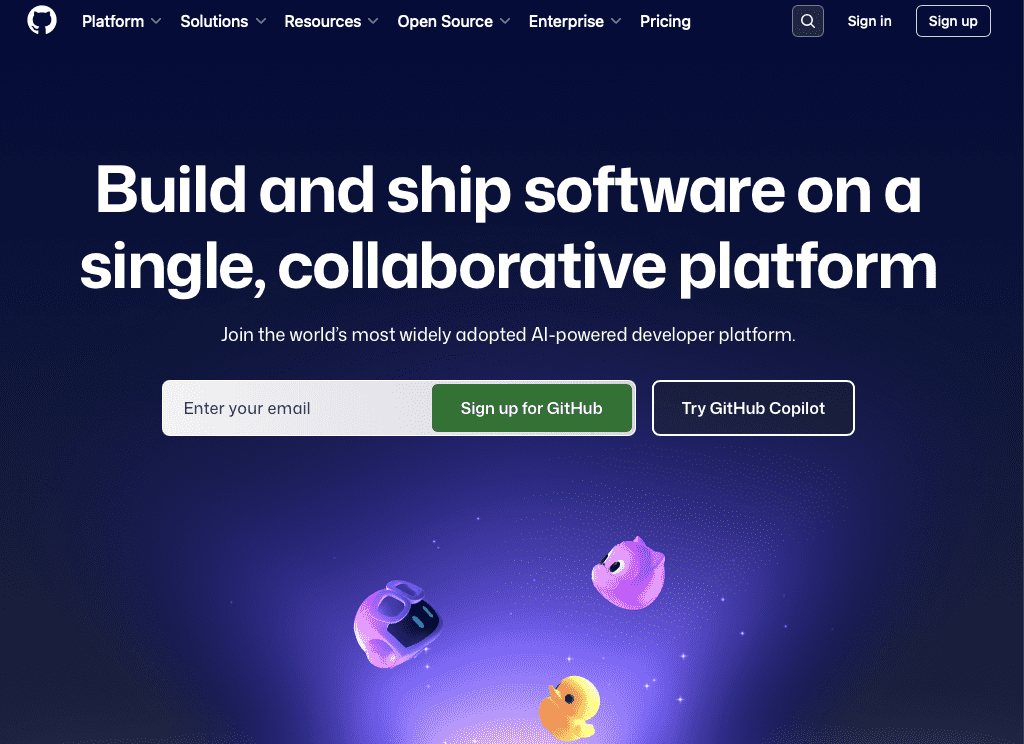 Platform Solutions Resources Open Source Enterprise Pricing Sign in Sign up
Build and ship software on a
single, collaborative platform
Join the world’s most widely adopted AI-powered developer platform.
Enter your email Sign up for GitHub Try GitHub Copilot